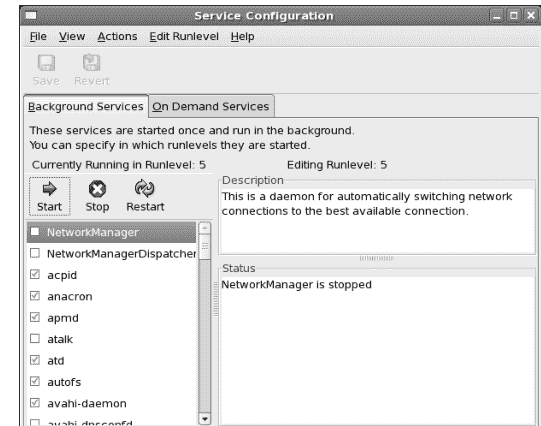 Service Configuration
File View Actions Edit Runlevel Help
Save Revert
Background Services On Demand Services
These services are started once and run in the background.
You can specify in which runlevels they are started.
Currently Running in Runlevel: 5 Editing Runlevel: 5
Start Stop Restart
NetworkManager
NetworkManagerDispatcher
acpid
anacron
apmd
atalk
atd
autofs
avahi-daemon
avahi-dnsconfd
Description
This is a daemon for automatically switching network
connections to the best available connection.
Status
NetworkManager is stopped